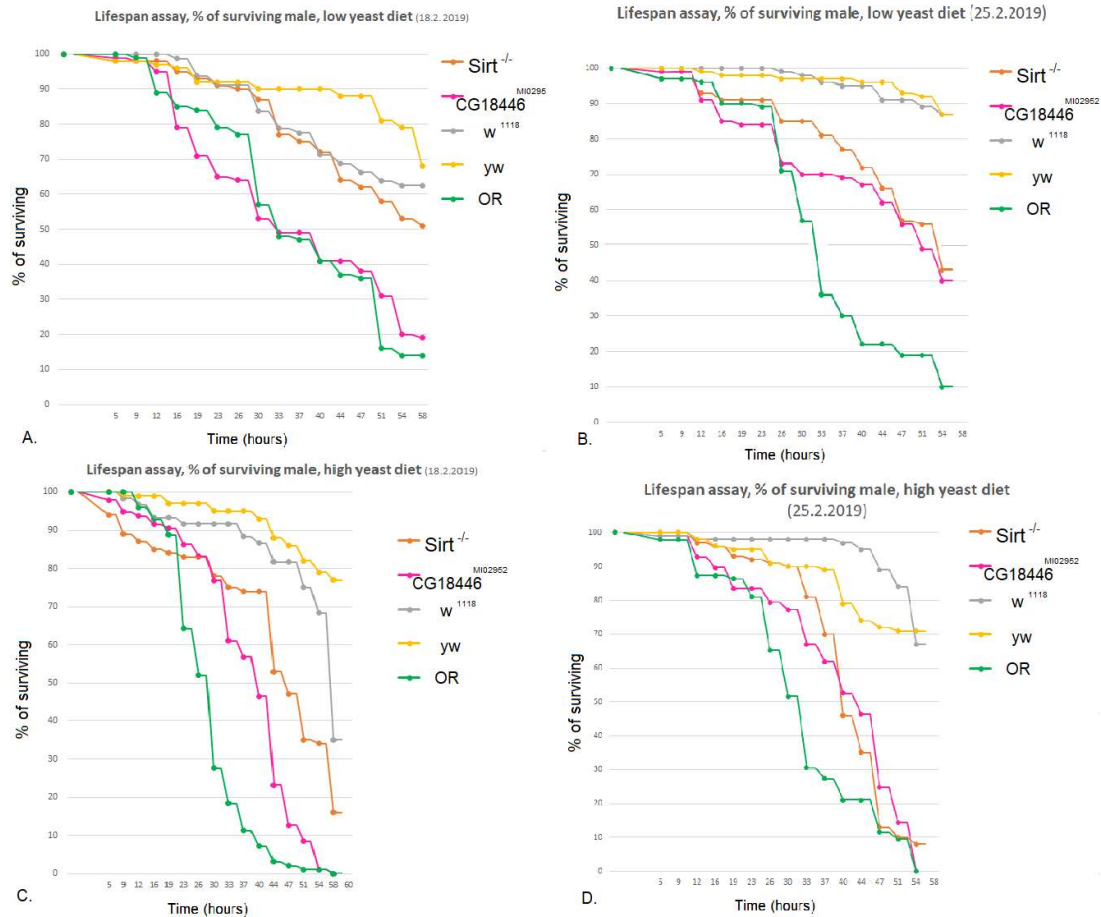 Lifespan assay, % of surviving male, low yeast diet (18.2.2019)
100
90
80
70
60
50
40
30
20
10
0
% of surviving
5 9 12 16 19 23 26 30 33 37 40 44 47 51 54 58
Time (hours)
A.
Sirt -/-
CG18446 MI0295
w 1118
yw
OR
Lifespan assay, % of surviving male, low yeast diet (25.2.2019)
100
90
80
70
60
50
40
30
20
10
0
% of surviving
5 9 12 16 19 23 26 30 33 37 40 44 47 51 54 58
Time (hours)
B.
Sirt -/-
CG18446 MI02952
w 1118
yw
OR
Lifespan assay, % of surviving male, high yeast diet (18.2.2019)
100
90
80
70
60
50
40
30
20
10
0
% of surviving
5 9 12 16 19 23 26 30 33 37 40 44 47 51 54 58 60
Time (hours)
C.
Sirt -/-
CG18446 MI02952
w 1118
yw
OR
Lifespan assay, % of surviving male, high yeast diet
(25.2.2019)
100
90
80
70
60
50
40
30
20
10
0
% of surviving
5 9 12 16 19 23 26 30 33 37 40 44 47 51 54 58
Time (hours)
D.
Sirt -/-
CG18446 MI02952
w 1118
yw
OR